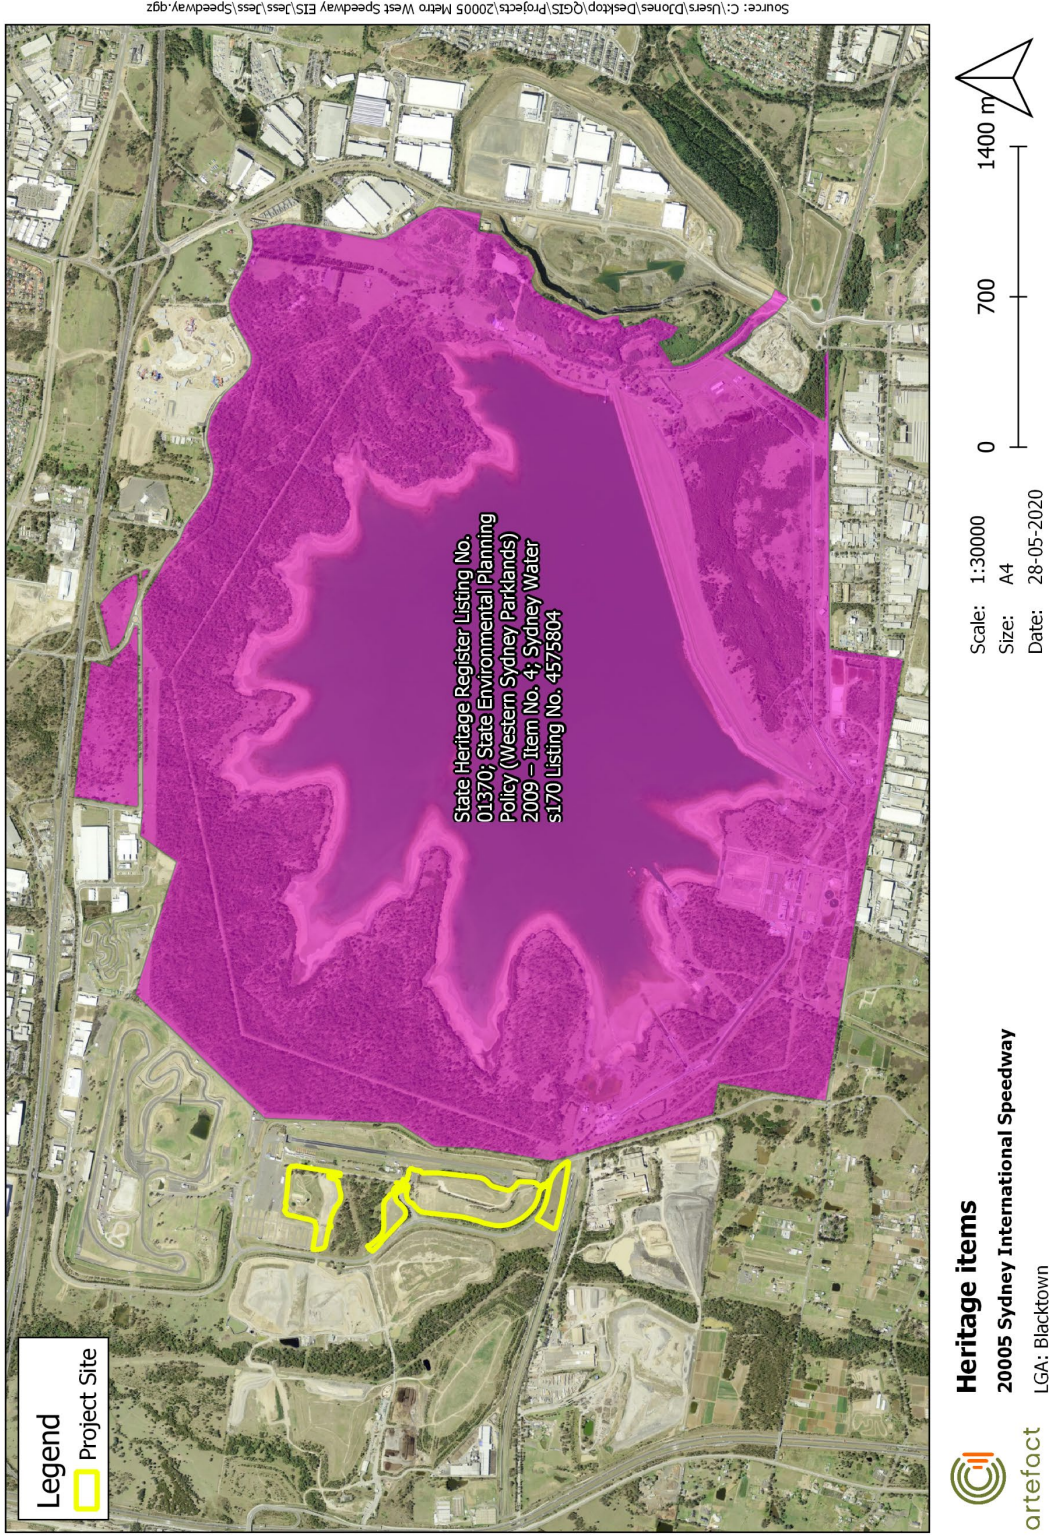 Legend
Project Site
State Heritage Register Listing No.
01370; State Environmental Planning
Policy (Western Sydney Parklands)
2009 – Item No. 4; Sydney Water
s170 Listing No. 4575804
Source: C:\Users\DJones\Desktop\QGIS\Projects\20005 Metro West Speedway EIS\Jess\Jess\Speedway.qgz
artefact
Heritage items
20005 Sydney International Speedway
LGA: Blacktown
Scale: 1:30000
Size: A4
Date: 28-05-2020
0 700 1400 m